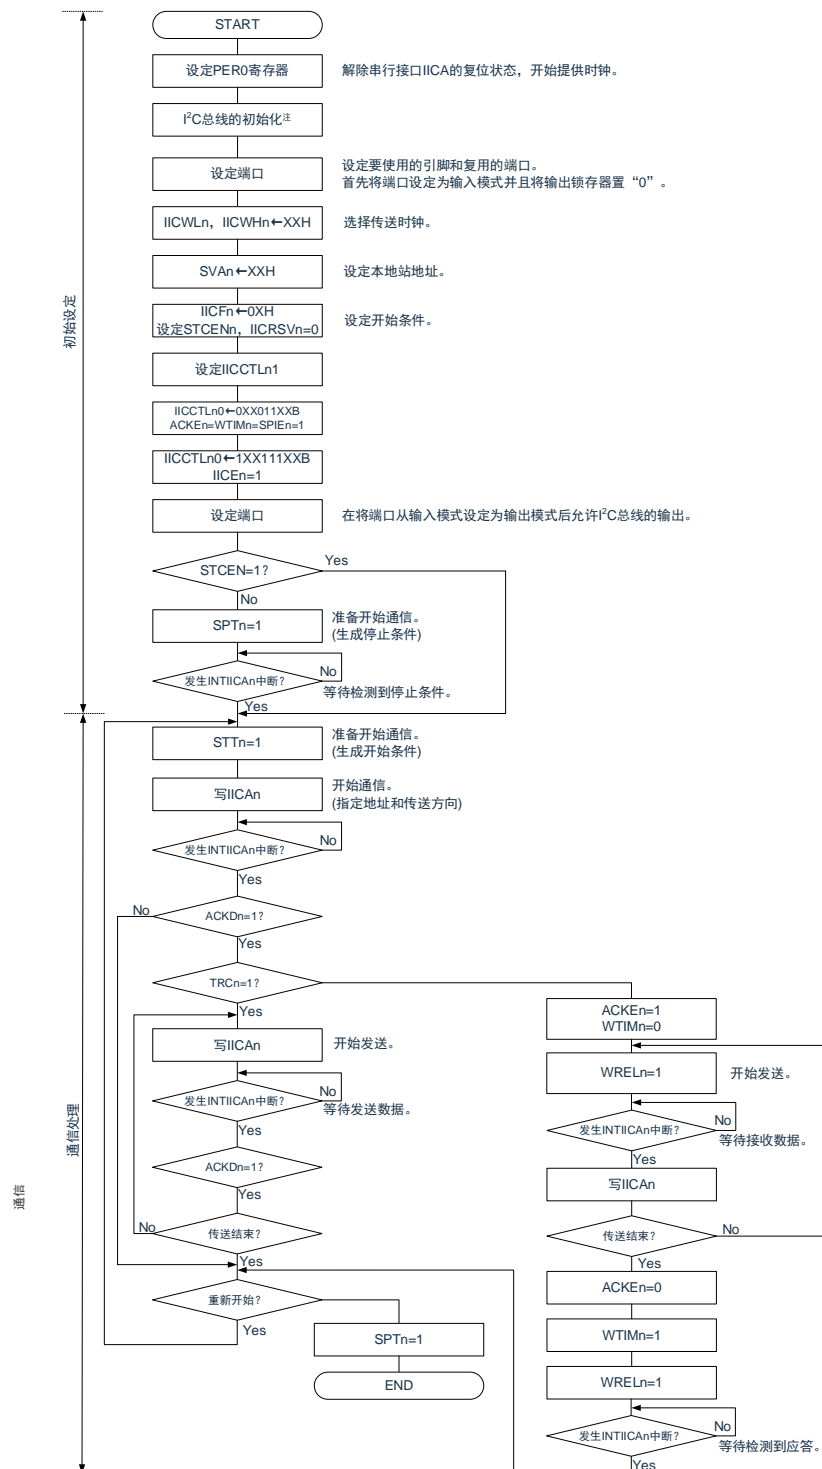 START
设定PER0寄存器
解除串行接口IICA的复位状态，开始提供时钟。
I²C总线的初始化注
设定端口
设定要使用的引脚和复用的端口。
首先将端口设定为输入模式并且将输出锁存器置“0”。
IICWLn，IICWHn←XXH
选择传送时钟。
SVAn←XXH
设定本地站地址。
IICFn←0XH
设定STCENn，IICRSVn=0
设定开始条件。
设定IICCTLn1
IICCTLn0←0XX011XXB
ACKEn=WTIMn=SPIEn=1
IICCTLn0←1XX111XXB
IICEn=1
设定端口
在将端口从输入模式设定为输出模式后允许I²C总线的输出。
初始设定
STCEN=1？
Yes
No
SPTn=1
准备开始通信。
(生成停止条件)
发生INTIICAn中断？
No
等待检测到停止条件。
Yes
STTn=1
准备开始通信。
(生成开始条件)
写IICAn
开始通信。
(指定地址和传送方向)
发生INTIICAn中断？
No
Yes
ACKDn=1？
No
Yes
TRCn=1？
Yes
写IICAn
开始发送。
发生INTIICAn中断？
No
等待发送数据。
Yes
ACKDn=1？
Yes
传送结束？
No
Yes
重新开始？
Yes
SPTn=1
END
ACKEn=1
WTIMn=0
WRELn=1
开始发送。
发生INTIICAn中断？
No
等待接收数据。
Yes
写IICAn
传送结束？
No
Yes
ACKEn=0
WTIMn=1
WRELn=1
发生INTIICAn中断？
No
等待检测到应答。
Yes
通信处理
通信